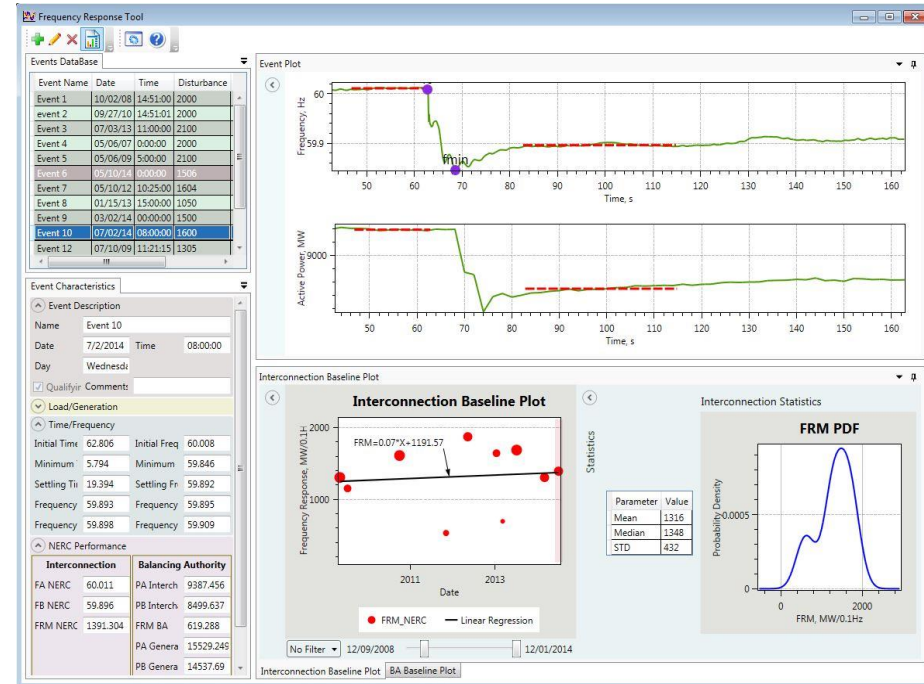 Frequency Response Tool
Events DataBase
Event Name Date Time Disturbance
Event 1 10/02/08 14:51:00 2000
event 2 09/27/10 14:51:01 2000
Event 3 07/03/13 11:00:00 2100
Event 4 05/06/07 0:00:00 2000
Event 5 05/06/09 5:00:00 2100
Event 6 05/10/14 0:00:00 1506
Event 7 05/10/12 10:25:00 1604
Event 8 01/15/13 15:00:00 1050
Event 9 03/02/14 00:00:00 1500
Event 10 07/02/14 08:00:00 1600
Event 12 07/10/09 11:21:15 1305
Event Characteristics
Event Description
Name Event 10
Date 7/2/2014 Time 08:00:00
Day Wednesda
Qualifyin Comments
Load/Generation
Time/Frequency
Initial Time 62.806 Initial Freq 60.008
Minimum 5.794 Minimum 59.846
Settling Ti 19.394 Settling Fr 59.892
Frequency 59.893 Frequency 59.895
Frequency 59.898 Frequency 59.909
NERC Performance
Interconnection Balancing Authority
FA NERC 60.011 PA Interch 9387.456
FB NERC 59.896 PB Interch 8499.637
FRM NERC 1391.304 FRM BA 619.288
PA Genera 15529.249
PB Genera 14537.69
Event Plot
Frequency, Hz
60
59.9
fmin
50 60 70 80 90 100 110 120 130 140 150 160
Time, s
Active Power, MW
9000
50 60 70 80 90 100 110 120 130 140 150 160
Time, s
Interconnection Baseline Plot
Interconnection Baseline Plot
Frequency Response, MW/0.1H
2000
1000
FRM=0.07*X+1191.57
2011 2013
Date
FRM_NERC Linear Regression
No Filter 12/09/2008 12/01/2014
Interconnection Baseline Plot BA Baseline Plot
Statistics
Interconnection Statistics
Parameter Value
Mean 1316
Median 1348
STD 432
FRM PDF
Probability Density
0.0005
0
0 2000
FRM, MW/0.1Hz